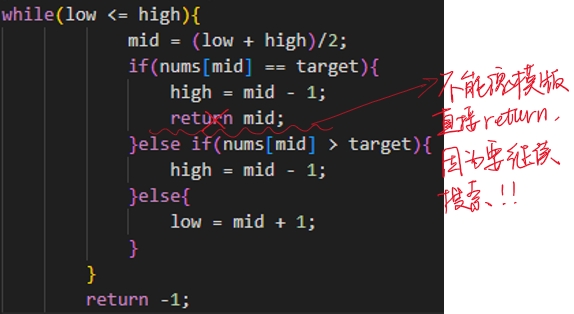 while(low <= high){
mid = (low + high)/2;
if(nums[mid] == target){
high = mid - 1;
return mid;
}else if(nums[mid] > target){
high = mid - 1;
}else{
low = mid + 1;
}
}
return -1;
不能像模版
直接return.
因为要继续
搜索!!